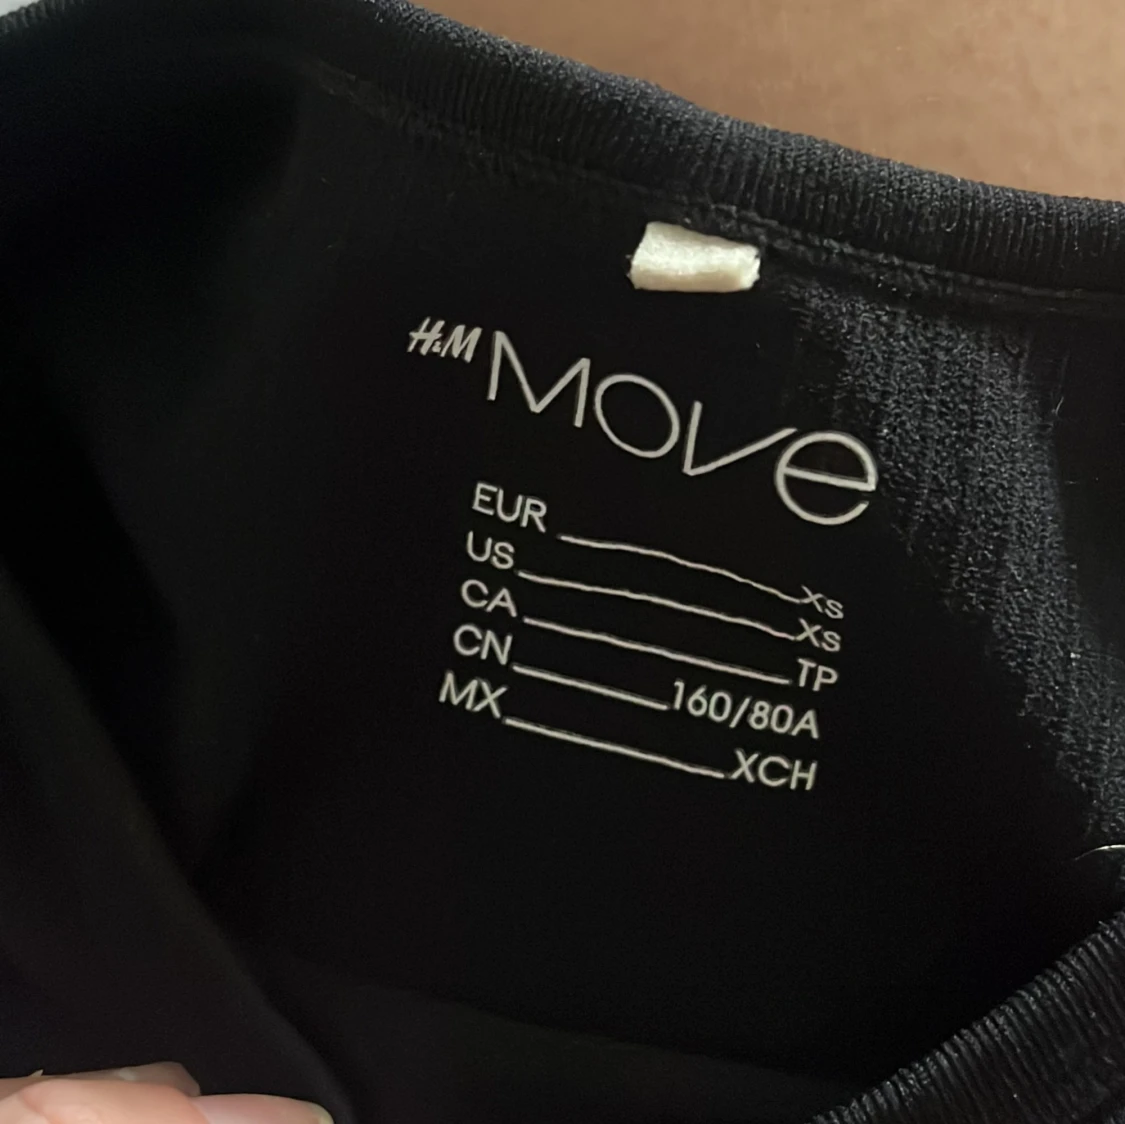 H&M MOVE
EUR XS
US XS
CA TP
CN 160/80A
MX XCH